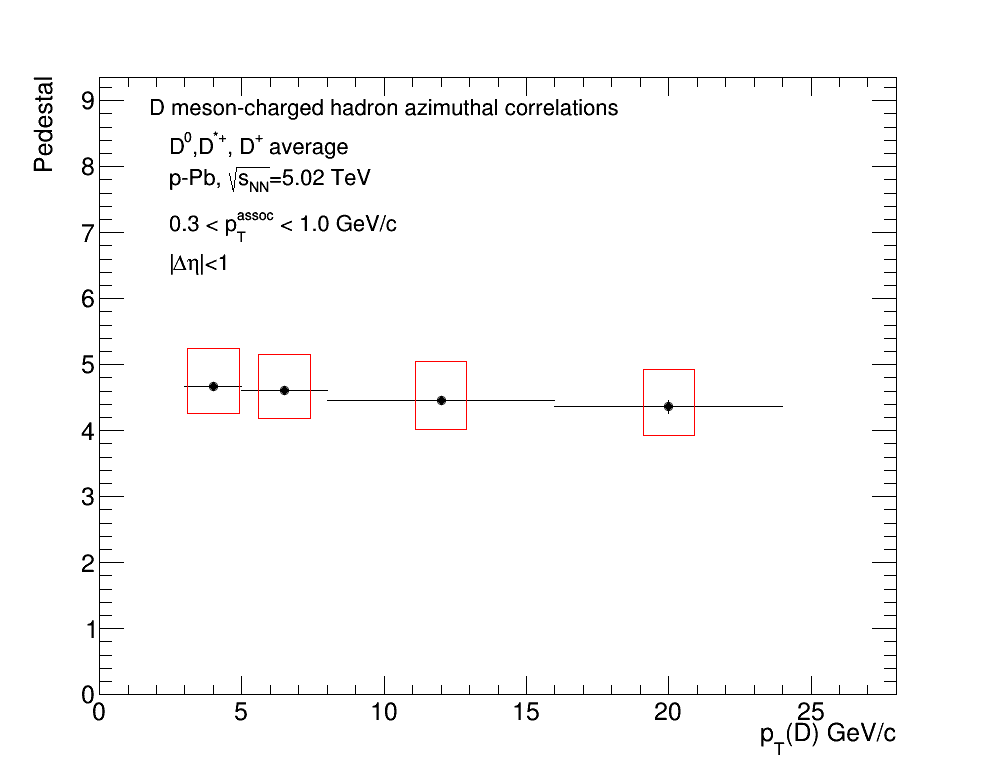 Pedestal
9
8
7
6
5
4
3
2
1
0
D meson-charged hadron azimuthal correlations
D⁰,D*⁺, D⁺ average
p-Pb, √sNN=5.02 TeV
0.3 < pTassoc < 1.0 GeV/c
|Δη|<1
0 5 10 15 20 25
pT(D) GeV/c